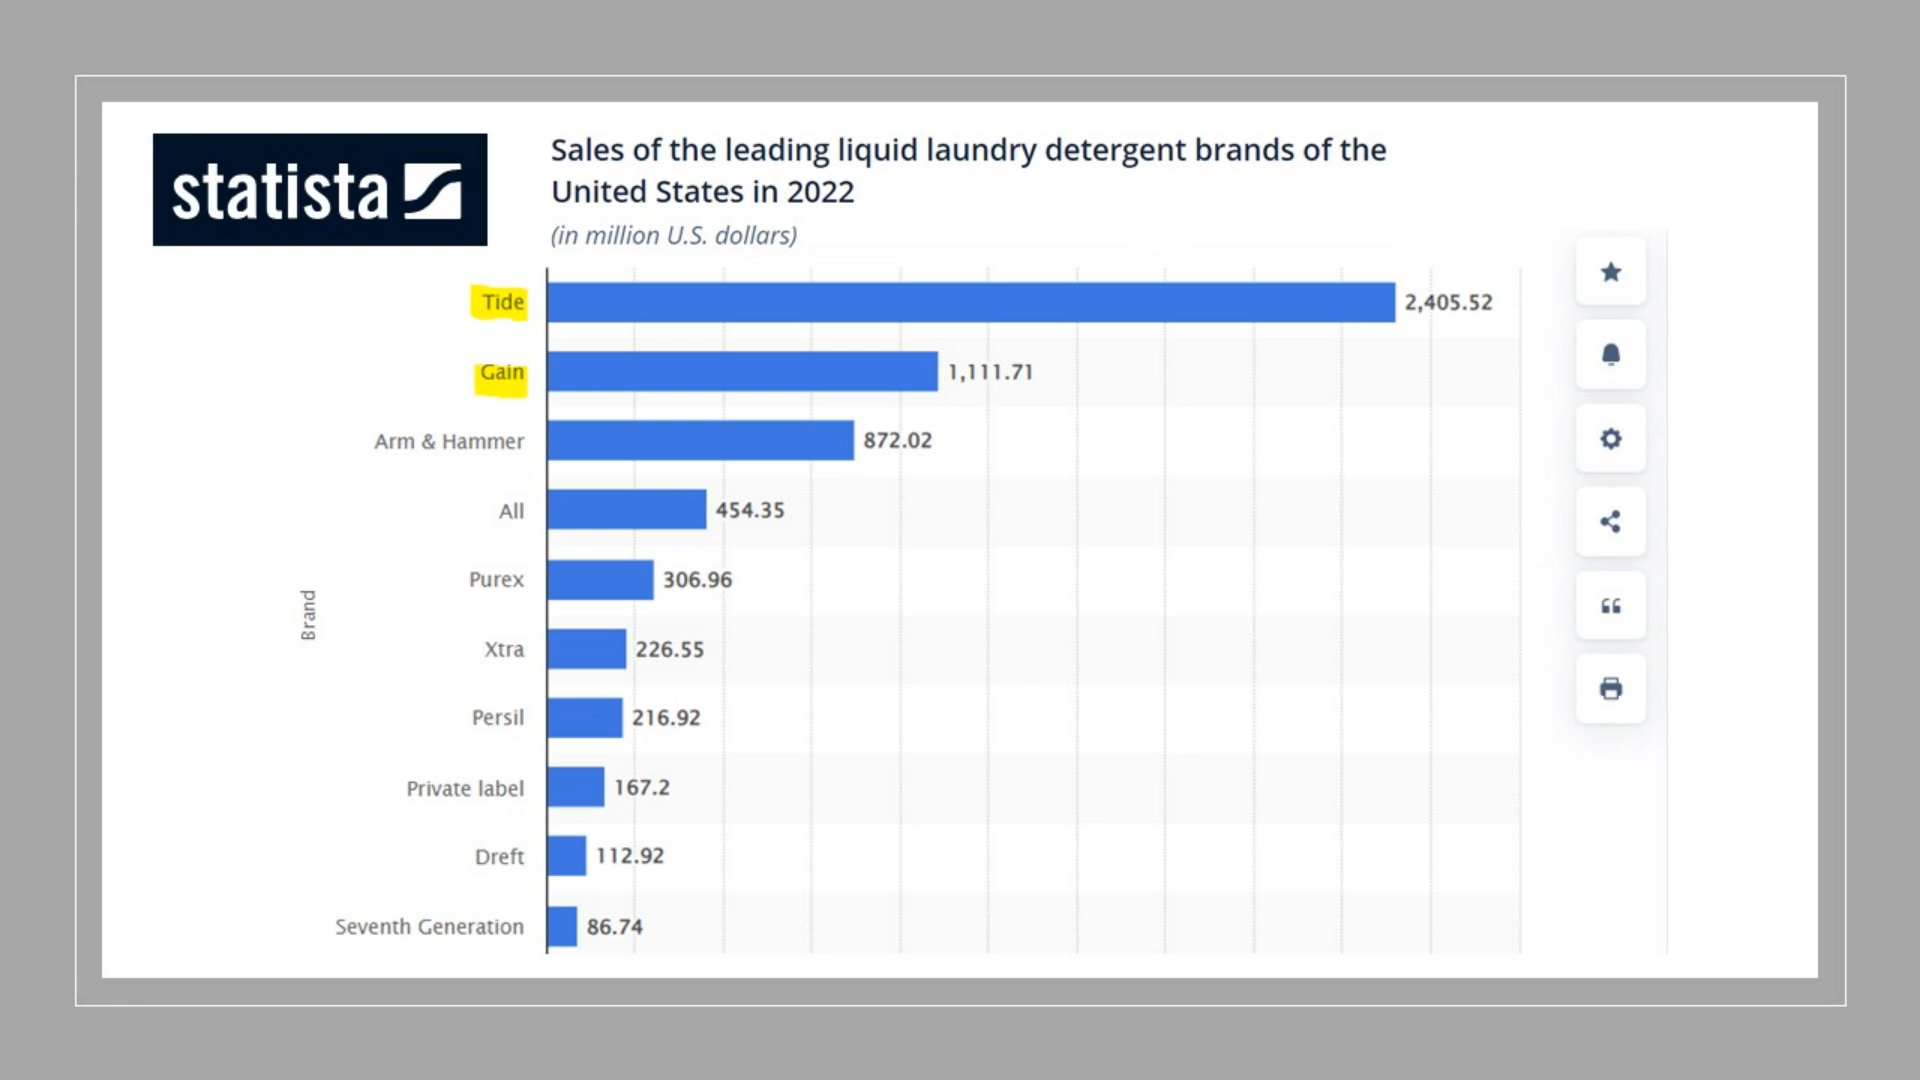 statista
Sales of the leading liquid laundry detergent brands of the
United States in 2022
(in million U.S. dollars)
Tide 2,405.52
Gain 1,111.71
Arm & Hammer 872.02
All 454.35
Purex 306.96
Brand
Xtra 226.55
Persil 216.92
Private label 167.2
Dreft 112.92
Seventh Generation 86.74